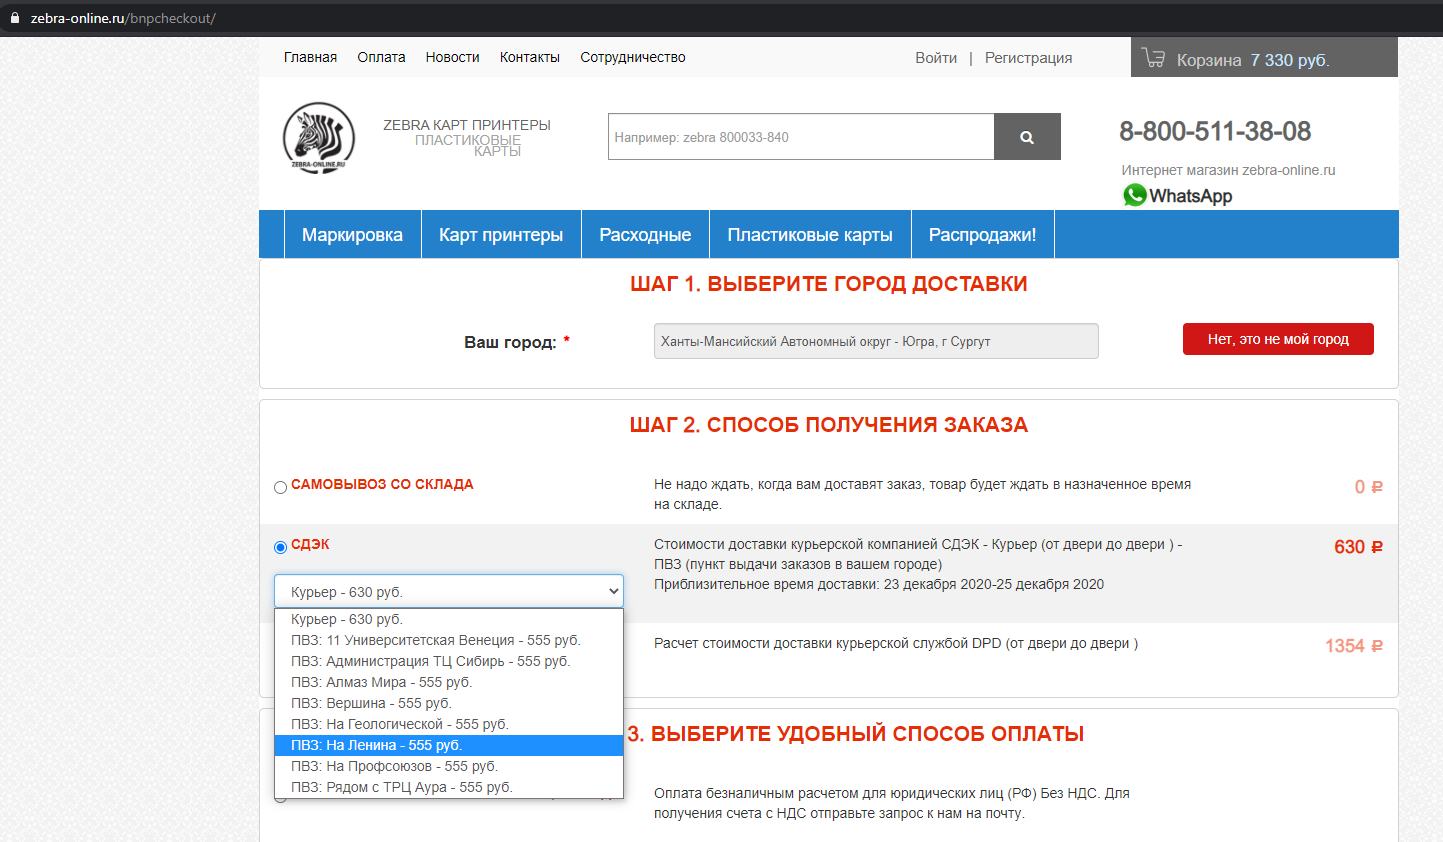 zebra-online.ru/bnpcheckout/
Главная Оплата Новости Контакты Сотрудничество Войти | Регистрация Корзина 7 330 руб.
ZEBRA-ONLINE.RU
ZEBRA КАРТ ПРИНТЕРЫ
ПЛАСТИКОВЫЕ
КАРТЫ
Например: zebra 800033-840
8-800-511-38-08
Интернет магазин zebra-online.ru
WhatsApp
Маркировка Карт принтеры Расходные Пластиковые карты Распродажи!
ШАГ 1. ВЫБЕРИТЕ ГОРОД ДОСТАВКИ
Ваш город: * Ханты-Мансийский Автономный округ - Югра, г Сургут Нет, это не мой город
ШАГ 2. СПОСОБ ПОЛУЧЕНИЯ ЗАКАЗА
САМОВЫВОЗ СО СКЛАДА Не надо ждать, когда вам доставят заказ, товар будет ждать в назначенное время 0 ₽
на складе.
СДЭК Стоимости доставки курьерской компанией СДЭК - Курьер (от двери до двери ) - 630 ₽
ПВЗ (пункт выдачи заказов в вашем городе)
Приблизительное время доставки: 23 декабря 2020-25 декабря 2020
Курьер - 630 руб.
Курьер - 630 руб.
ПВЗ: 11 Университетская Венеция - 555 руб.
ПВЗ: Администрация ТЦ Сибирь - 555 руб.
ПВЗ: Алмаз Мира - 555 руб.
ПВЗ: Вершина - 555 руб.
ПВЗ: На Геологической - 555 руб.
ПВЗ: На Ленина - 555 руб.
ПВЗ: На Профсоюзов - 555 руб.
ПВЗ: Рядом с ТРЦ Аура - 555 руб.
Расчет стоимости доставки курьерской службой DPD (от двери до двери ) 1354 ₽
3. ВЫБЕРИТЕ УДОБНЫЙ СПОСОБ ОПЛАТЫ
Оплата безналичным расчетом для юридических лиц (РФ) Без НДС. Для
получения счета с НДС отправьте запрос к нам на почту.